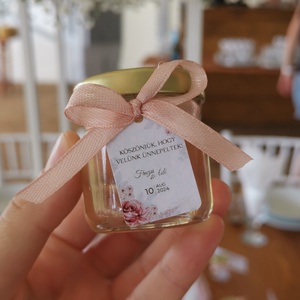 KÖSZÖNJÜK, HOGY
VELÜNK ÜNNEPELTEK!
10 AUG
2024